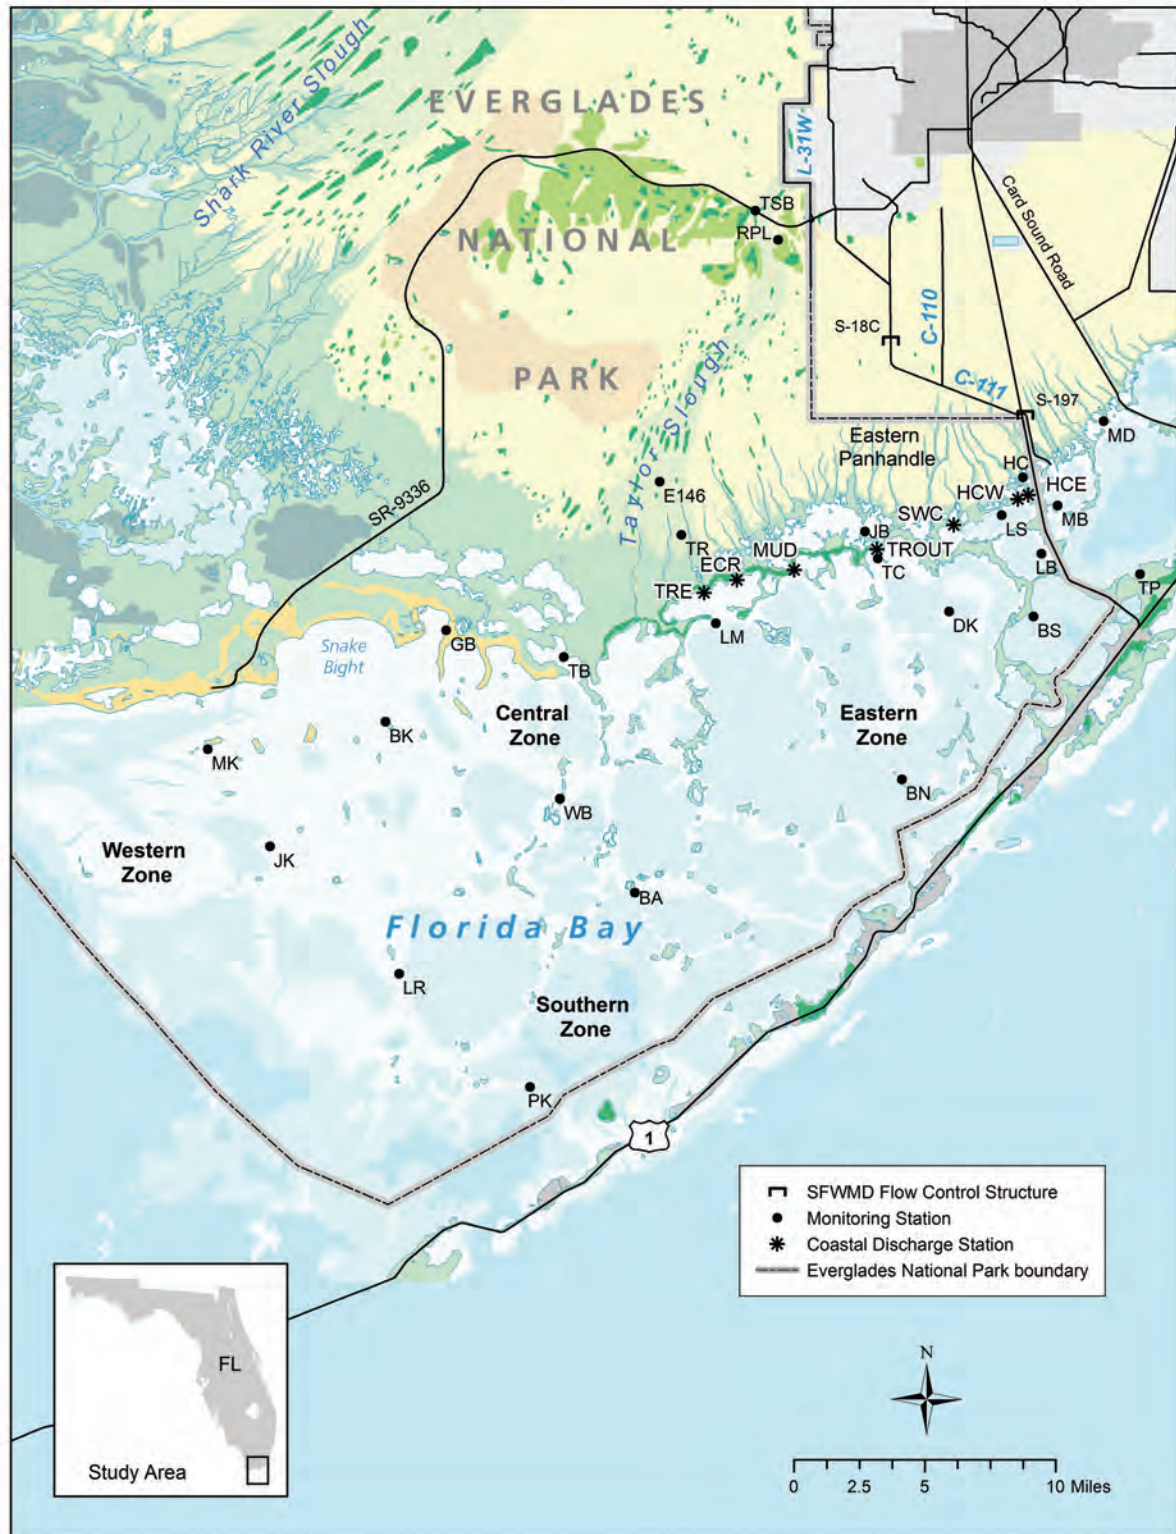 EVERGLADES
NATIONAL
PARK
Shark River Slough
L-31W
TSB
RPL
Card Sound Road
C-110
S-18C
C-111
S-197
Taylor Slough
SR-9336
Eastern
Panhandle
MD
HC
HCE
HCW
MB
E146
SWC
LS
JB
TR
MUD
TROUT
TC
LB
ECR
TRE
TP
DK
BS
LM
GB
Snake
Bight
TB
BK
Central
Zone
Eastern
Zone
MK
BN
WB
Western
Zone
JK
BA
Florida Bay
LR
Southern
Zone
PK
1
SFWMD Flow Control Structure
Monitoring Station
Coastal Discharge Station
Everglades National Park boundary
FL
Study Area
N
0 2.5 5 10 Miles